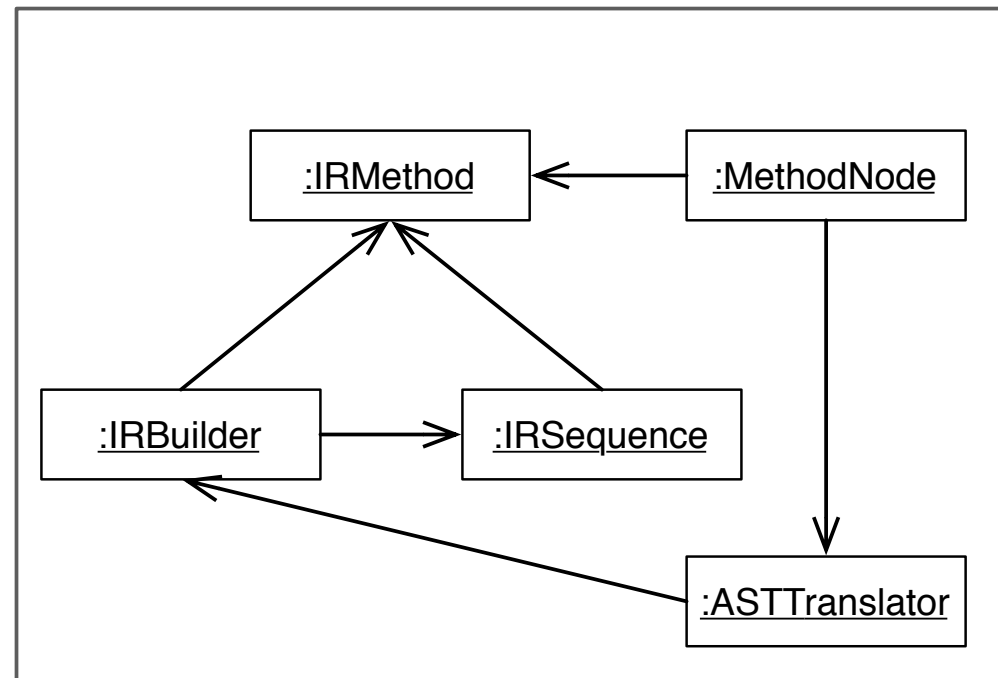 :IRMethod
:MethodNode
:IRBuilder
:IRSequence
:ASTTranslator